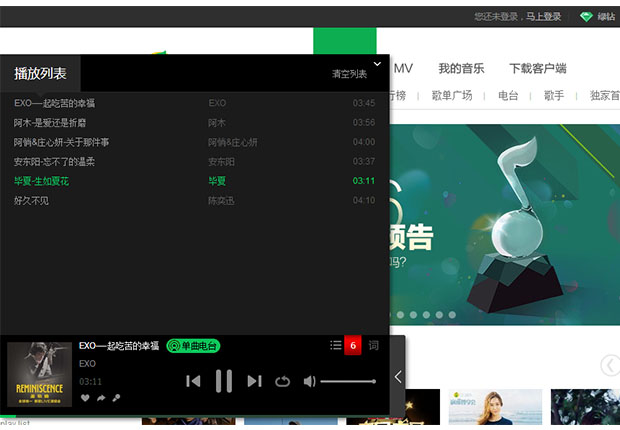 您还未登录，马上登录 绿钻
播放列表
清空列表
MV 我的音乐 下载客户端
行榜 | 歌单广场 | 电台 | 歌手 | 独家首
EXO—一起吃苦的幸福 EXO 03:45
阿木-是爱还是折磨 阿木 03:56
阿俏&庄心妍-关于那件事 阿俏&庄心妍 04:00
安东阳-忘不了的温柔 安东阳 03:37
毕夏-生如夏花 毕夏 03:11
好久不见 陈奕迅 04:10
S
预告
吗?
EXO—一起吃苦的幸福 单曲电台
6 词
EXO
03:11
REMINISCENCE
play list